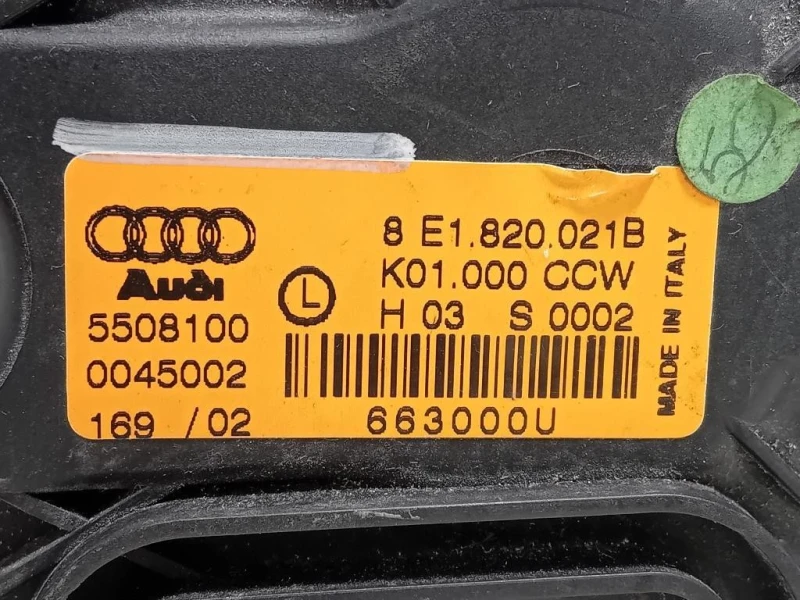 8 E1.820.021B
K01.000 CCW
H 03 S 0002
Audi
L
5508100
0045002
169 / 02
663000U
MADE IN ITALY